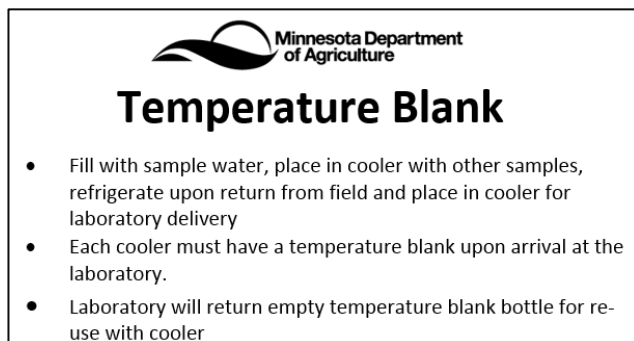 Minnesota Department
of Agriculture
Temperature Blank
• Fill with sample water, place in cooler with other samples,
refrigerate upon return from field and place in cooler for
laboratory delivery
• Each cooler must have a temperature blank upon arrival at the
laboratory.
• Laboratory will return empty temperature blank bottle for re-
use with cooler